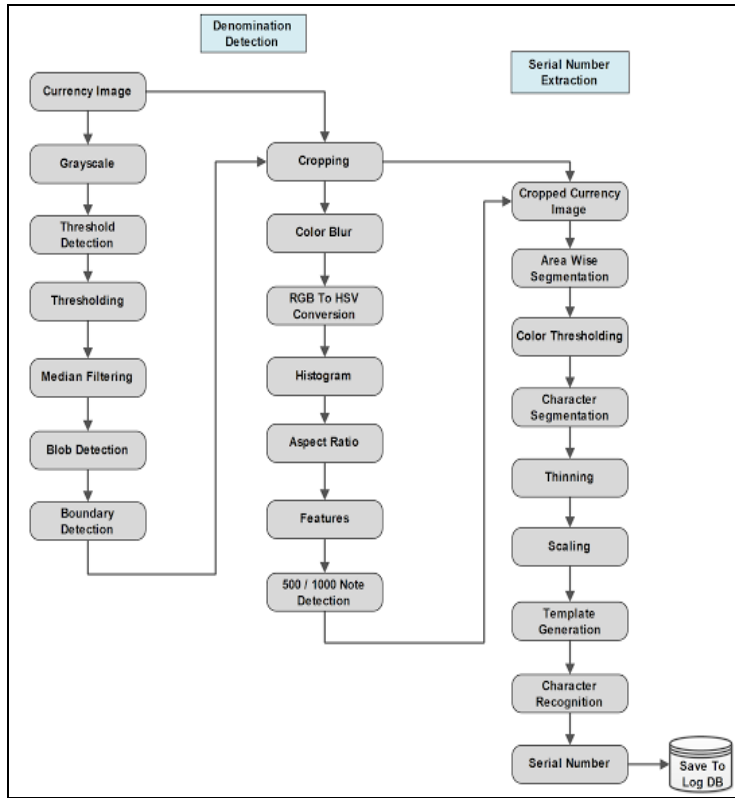 Denomination
Detection
Serial Number
Extraction
Currency Image
Grayscale
Threshold
Detection
Thresholding
Median Filtering
Blob Detection
Boundary
Detection
Cropping
Color Blur
RGB To HSV
Conversion
Histogram
Aspect Ratio
Features
500 / 1000 Note
Detection
Cropped Currency
Image
Area Wise
Segmentation
Color Thresholding
Character
Segmentation
Thinning
Scaling
Template
Generation
Character
Recognition
Serial Number
Save To
Log DB